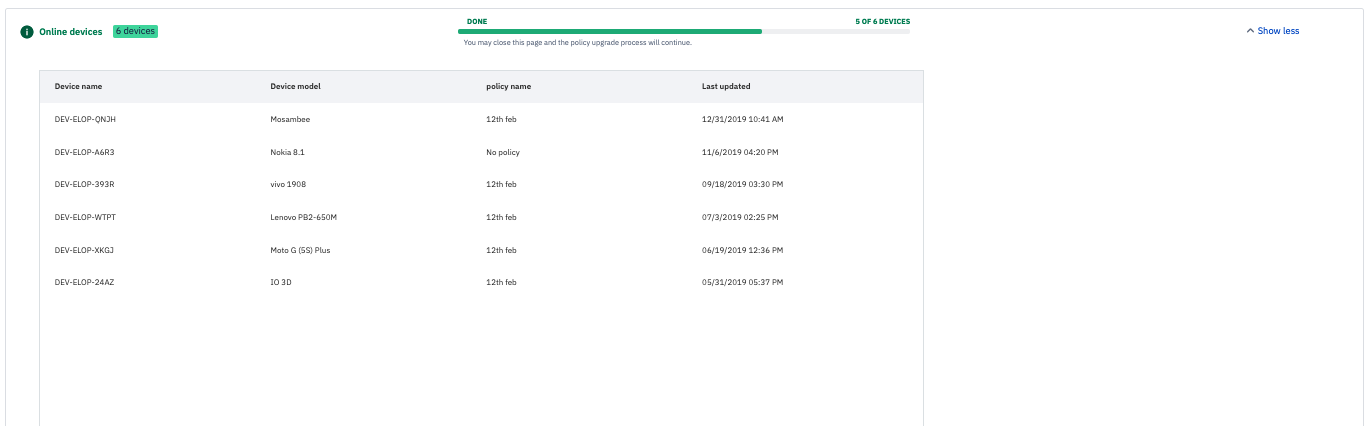 Online devices 6 devices
DONE 5 OF 6 DEVICES
You may close this page and the policy upgrade process will continue.
Show less
Device name Device model policy name Last updated
DEV-ELOP-QNJH Mosambee 12th feb 12/31/2019 10:41 AM
DEV-ELOP-A6R3 Nokia 8.1 No policy 11/6/2019 04:20 PM
DEV-ELOP-393R vivo 1908 12th feb 09/18/2019 03:30 PM
DEV-ELOP-WTPT Lenovo PB2-650M 12th feb 07/3/2019 02:25 PM
DEV-ELOP-XKGJ Moto G (5S) Plus 12th feb 06/19/2019 12:36 PM
DEV-ELOP-24AZ IO 3D 12th feb 05/31/2019 05:37 PM